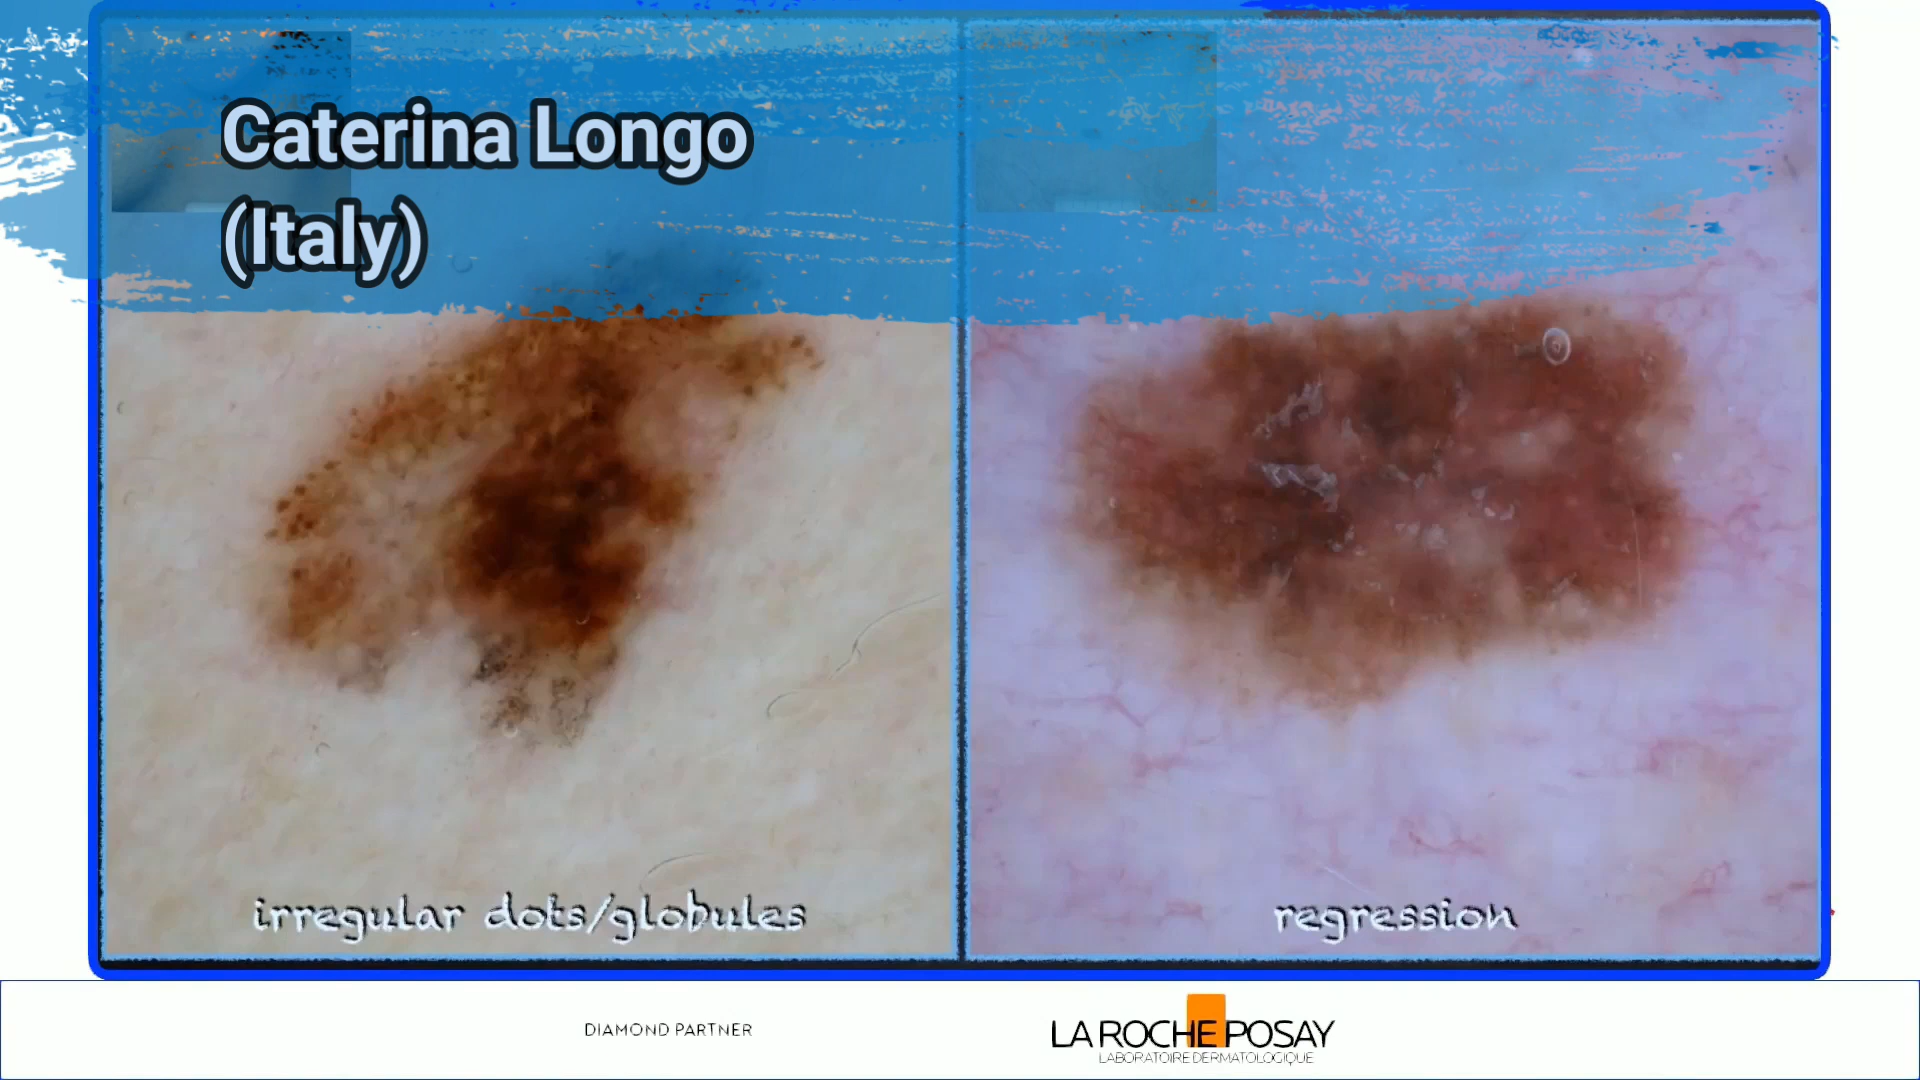 Caterina Longo
(Italy)
irregular dots/globules
regression
DIAMOND PARTNER
LA ROCHE POSAY
LABORATOIRE DERMATOLOGIQUE